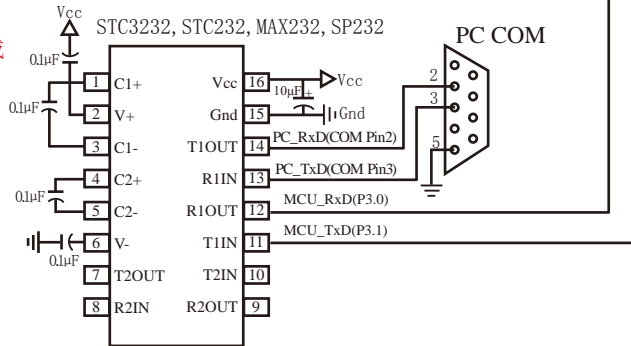 Vcc
STC3232, STC232, MAX232, SP232
PC COM
0.1μF
0.1μF
0.1μF
0.1μF
1 C1+
2 V+
3 C1-
4 C2+
5 C2-
6 V-
7 T2OUT
8 R2IN
Vcc 16
Gnd 15
T1OUT 14
R1IN 13
R1OUT 12
T1IN 11
T2IN 10
R2OUT 9
Vcc
10μF +
Gnd
PC_RxD(COM Pin2)
PC_TxD(COM Pin3)
MCU_RxD(P3.0)
MCU_TxD(P3.1)
2
3
5